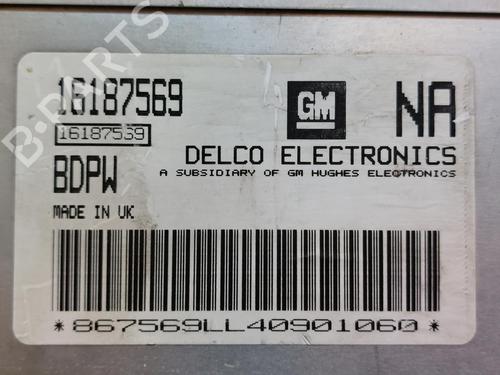 16187569
16187569
BDPW
MADE IN UK
GM
NA
DELCO ELECTRONICS
A SUBSIDIARY OF GM HUGHES ELECTRONICS
*867569LL40901060*
B-PARTS